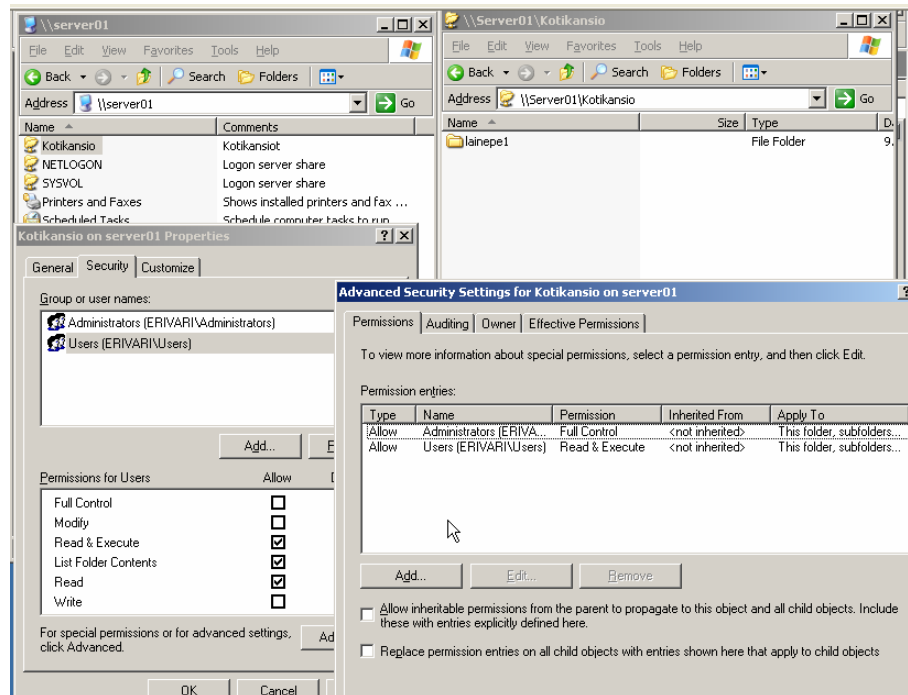 \\server01
File Edit View Favorites Tools Help
Back Search Folders
Address \\server01 Go
Name Comments
Kotikansio Kotikansiot
NETLOGON Logon server share
SYSVOL Logon server share
Printers and Faxes Shows installed printers and fax ...
Scheduled Tasks Schedule computer tasks to run
\\Server01\Kotikansio
File Edit View Favorites Tools Help
Back Search Folders
Address \\Server01\Kotikansio Go
Name Size Type D
lainepe1 File Folder 9.
Kotikansio on server01 Properties
General Security Customize
Group or user names:
Administrators (ERIVARI\Administrators)
Users (ERIVARI\Users)
Add...
Permissions for Users Allow
Full Control
Modify
Read & Execute
List Folder Contents
Read
Write
For special permissions or for advanced settings,
click Advanced.
Ad
OK Cancel
Advanced Security Settings for Kotikansio on server01
Permissions Auditing Owner Effective Permissions
To view more information about special permissions, select a permission entry, and then click Edit.
Permission entries:
Type Name Permission Inherited From Apply To
Allow Administrators (ERIVA... Full Control <not inherited> This folder, subfolders...
Allow Users (ERIVARI\Users) Read & Execute <not inherited> This folder, subfolders...
Add... Edit... Remove
Allow inheritable permissions from the parent to propagate to this object and all child objects. Include
these with entries explicitly defined here.
Replace permission entries on all child objects with entries shown here that apply to child objects